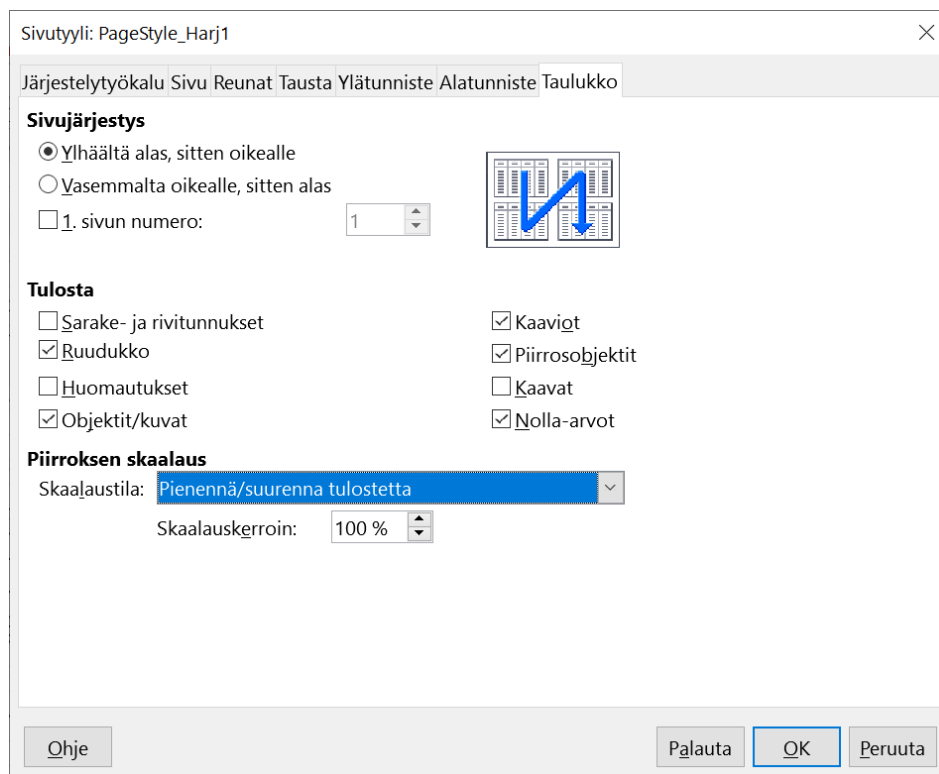 Sivutyyli: PageStyle_Harj1
Järjestelytyökalu Sivu Reunat Tausta Ylätunniste Alatunniste Taulukko
Sivujärjestys
Ylhäältä alas, sitten oikealle
Vasemmalta oikealle, sitten alas
1. sivun numero: 1
Tulosta
Sarake- ja rivitunnukset Kaaviot
Ruudukko Piirrosobjektit
Huomautukset Kaavat
Objektit/kuvat Nolla-arvot
Piirroksen skaalaus
Skaalaustila: Pienennä/suurenna tulostetta
Skaalauskerroin: 100 %
Ohje Palauta OK Peruuta